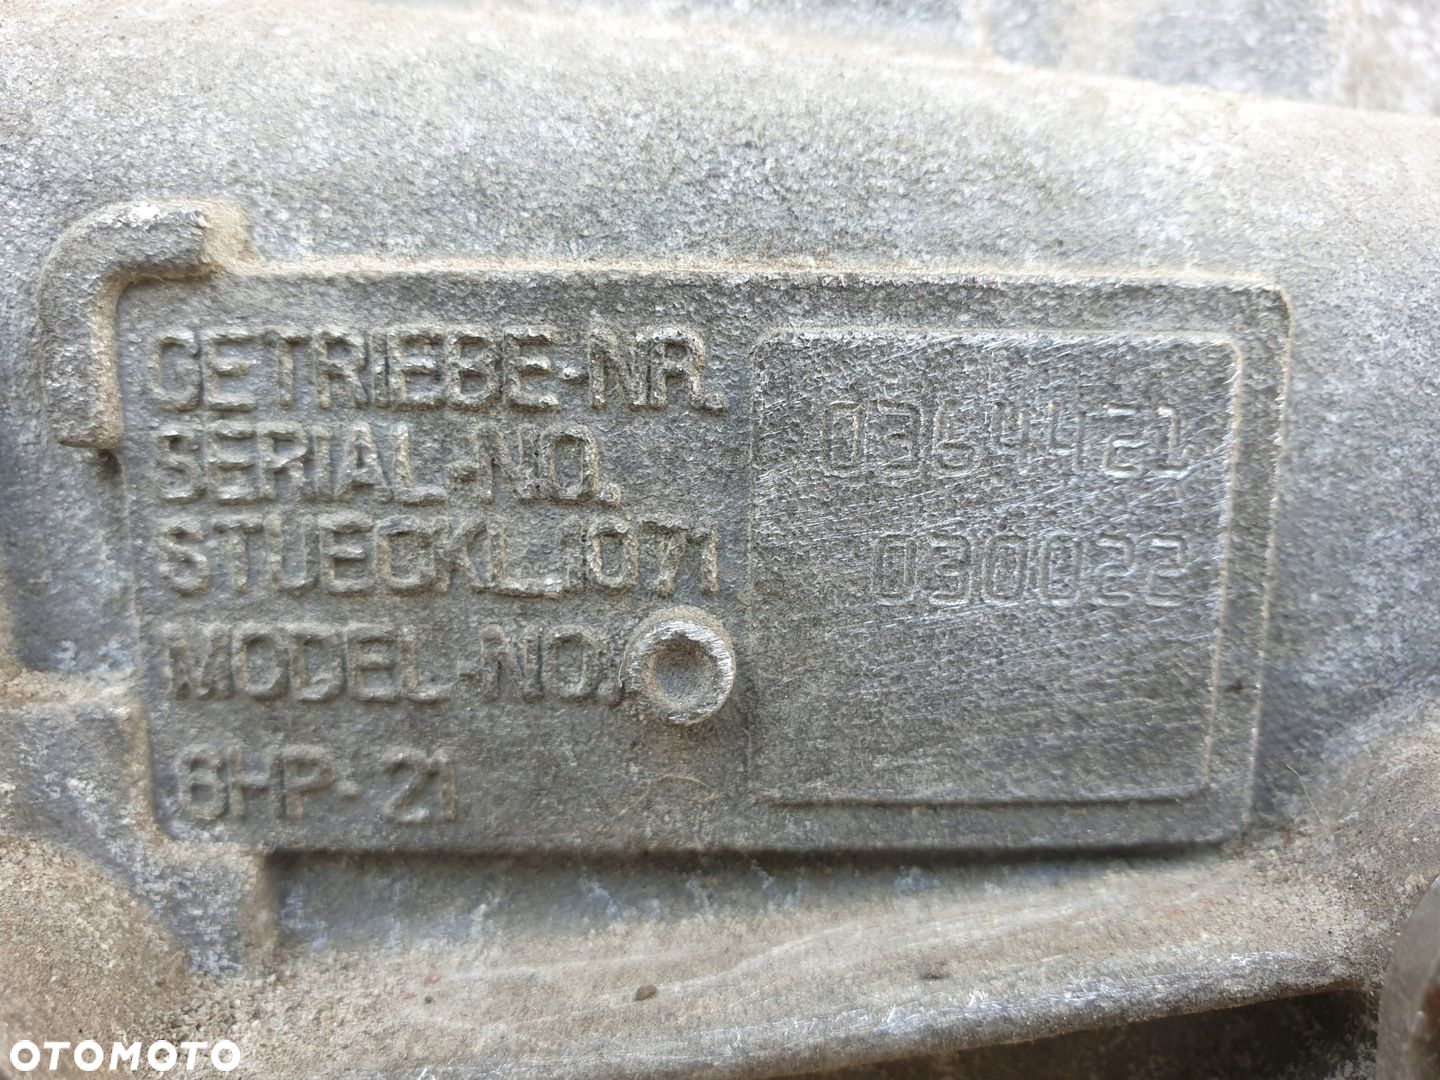 GETRIEBE-NR. 0364421
SERIAL-NO.
STUECKL.1071 030022
MODEL-NO.
6HP-21
OTOMOTO